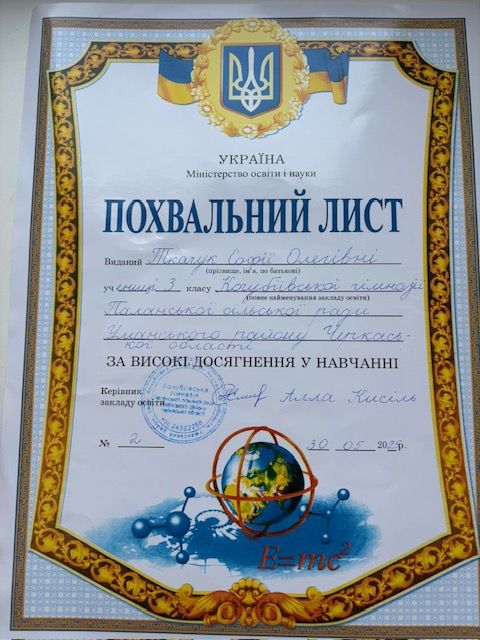 УКРАЇНА
Міністерство освіти і науки
ПОХВАЛЬНИЙ ЛИСТ
Виданий Ткачук Софії Олегівні
(прізвище, ім'я, по батькові)
учениці 3 класу Коржубіївської гімназії
(повне найменування закладу освіти)
Паланської сільської ради
Уманського району Черкась-
кої області
ЗА ВИСОКІ ДОСЯГНЕННЯ У НАВЧАННІ
Керівник
закладу освіти Алла Кисіль
№ 2 30 05 2025р.
E=mc²